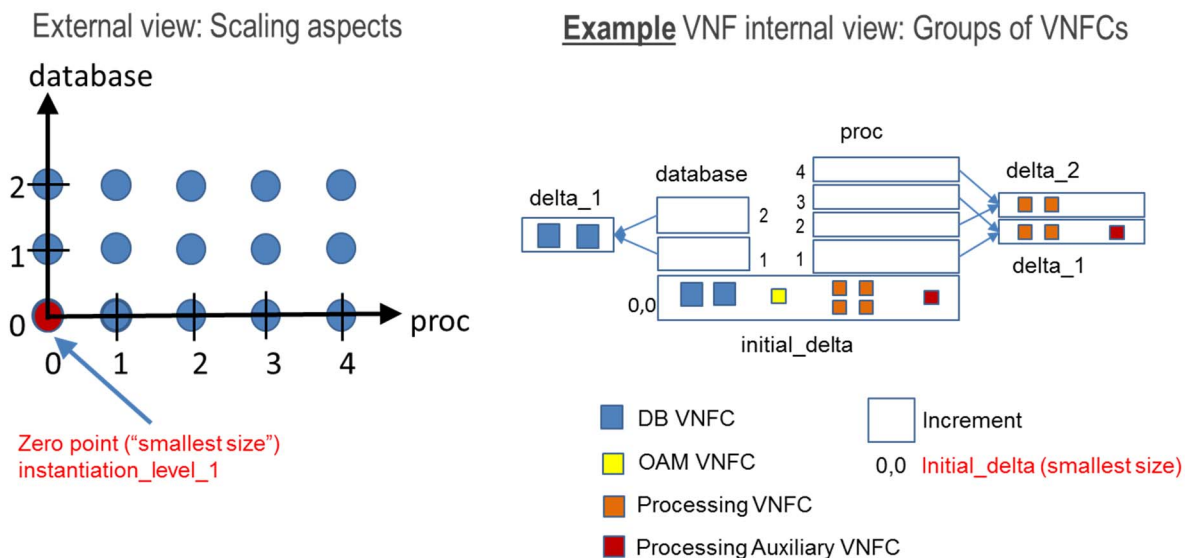 External view: Scaling aspects
database
2
1
0
0
1
2
3
4
proc
Zero point (“smallest size”)
instantiation_level_1
Example VNF internal view: Groups of VNFCs
proc
database
delta_1
2
1
4
3
2
1
delta_2
delta_1
0,0
initial_delta
DB VNFC
OAM VNFC
Processing VNFC
Processing Auxiliary VNFC
Increment
0,0 Initial_delta (smallest size)